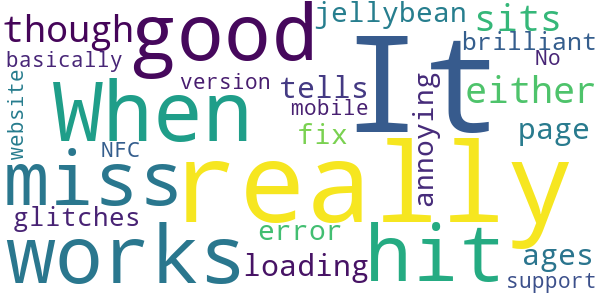 though good jellybean sits
basically version brilliant
When tells It No
website mobile either
NFC fix annoying page
miss really
glitches error ages
works loading hit support